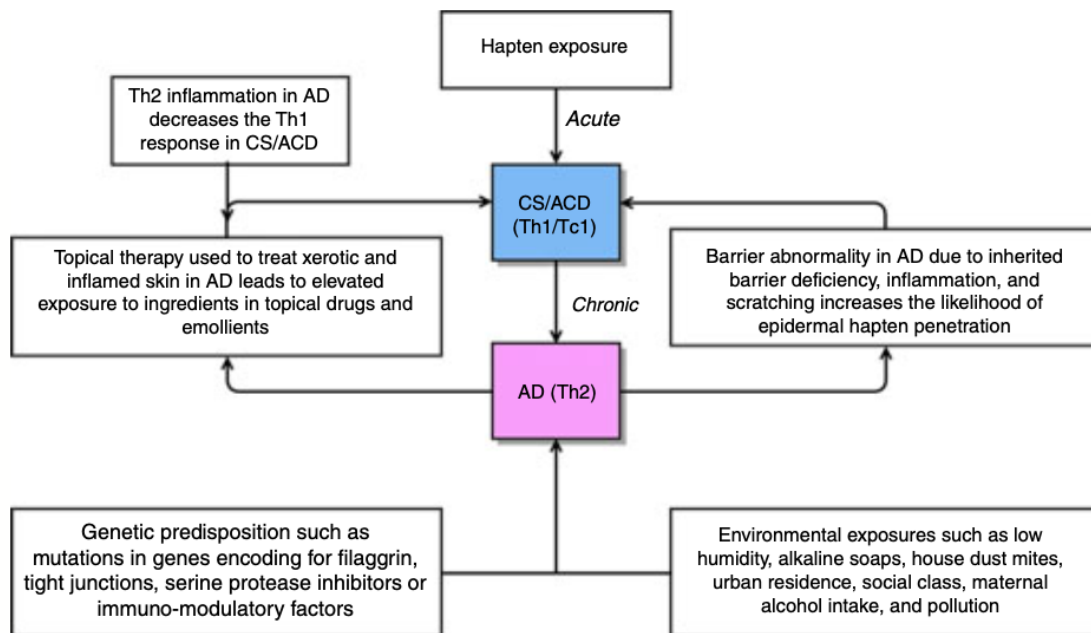 Hapten exposure
Th2 inflammation in AD
decreases the Th1
response in CS/ACD
Acute
CS/ACD
(Th1/Tc1)
Topical therapy used to treat xerotic and
inflamed skin in AD leads to elevated
exposure to ingredients in topical drugs and
emollients
Barrier abnormality in AD due to inherited
barrier deficiency, inflammation, and
scratching increases the likelihood of
epidermal hapten penetration
Chronic
AD (Th2)
Genetic predisposition such as
mutations in genes encoding for filaggrin,
tight junctions, serine protease inhibitors or
immuno-modulatory factors
Environmental exposures such as low
humidity, alkaline soaps, house dust mites,
urban residence, social class, maternal
alcohol intake, and pollution